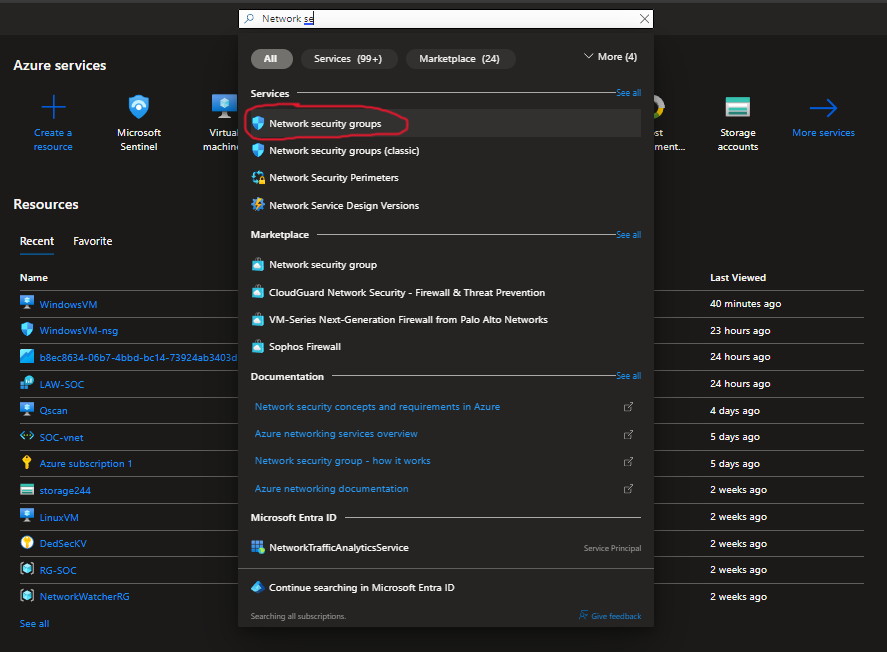 Network se
All
Services (99+)
Marketplace (24)
More (4)
Azure services
Create a
resource
Microsoft
Sentinel
Virtual
machin
Storage
accounts
More services
Services
See all
Network security groups
Network security groups (classic)
Network Security Perimeters
Network Service Design Versions
Marketplace
See all
Network security group
CloudGuard Network Security - Firewall & Threat Prevention
VM-Series Next-Generation Firewall from Palo Alto Networks
Sophos Firewall
Documentation
See all
Network security concepts and requirements in Azure
Azure networking services overview
Network security group - how it works
Azure networking documentation
Microsoft Entra ID
NetworkTrafficAnalyticsService
Service Principal
Continue searching in Microsoft Entra ID
Searching all subscriptions.
Give feedback
Resources
Recent
Favorite
Name
Last Viewed
WindowsVM
40 minutes ago
WindowsVM-nsg
23 hours ago
b8ec8634-06b7-4bbd-bc14-73924ab3403d
24 hours ago
LAW-SOC
24 hours ago
Qscan
4 days ago
SOC-vnet
5 days ago
Azure subscription 1
5 days ago
storage244
2 weeks ago
LinuxVM
2 weeks ago
DedSecKV
2 weeks ago
RG-SOC
2 weeks ago
NetworkWatcherRG
2 weeks ago
See all